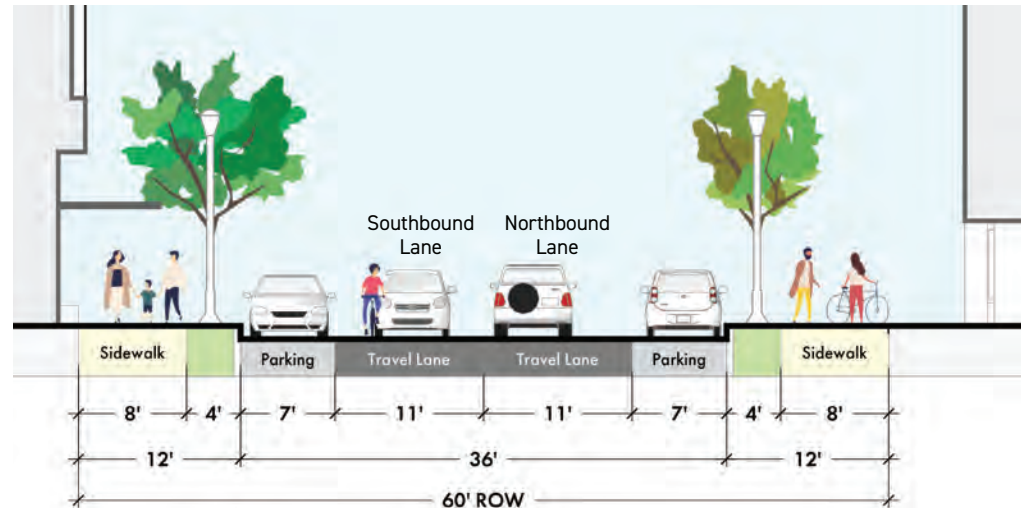 Southbound
Lane
Northbound
Lane
Sidewalk Parking Travel Lane Travel Lane Parking Sidewalk
8' 4' 7' 11' 11' 7' 4' 8'
12' 36' 12'
60' ROW